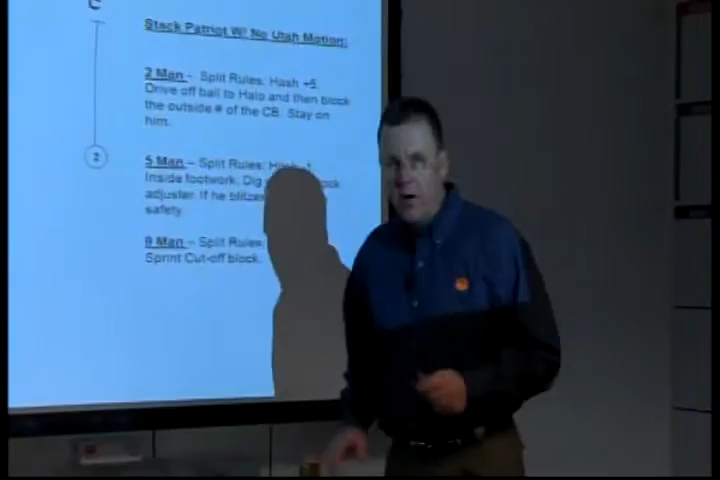 Stack Patriot W/ No Utah Motion:
2 Man – Split Rules: Hash +5.
Drive off ball to Halo and then block
the outside # of the CB. Stay on
him.
2
5 Man – Split Rules:
Inside footwork. Dig
adjuster. If he
safety.
9 Man – Split Rules:
Sprint Cut-off block.